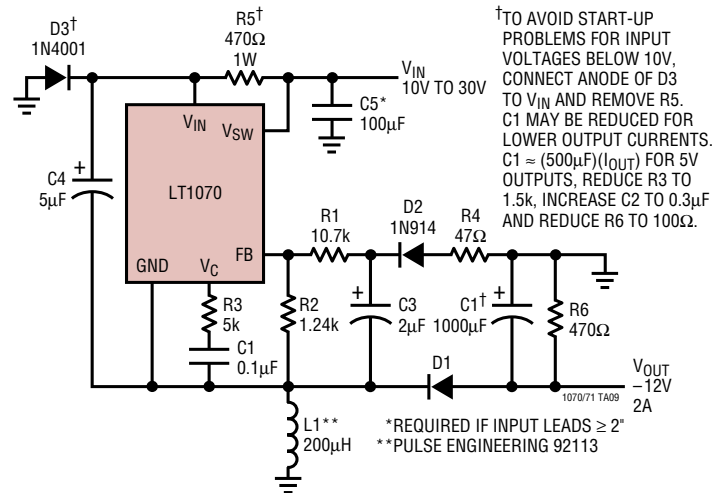 D3†
1N4001
R5†
470Ω
1W
VIN
10V TO 30V
C5*
100µF
VIN
VSW
LT1070
GND
VC
FB
+
C4
5µF
R3
5k
C1
0.1µF
R2
1.24k
R1
10.7k
D2
1N914
R4
47Ω
+
C3
2µF
C1†
+
1000µF
R6
470Ω
D1
VOUT
–12V
2A
1070/71 TA09
L1**
200µH
*REQUIRED IF INPUT LEADS ≥ 2"
**PULSE ENGINEERING 92113
†TO AVOID START-UP
PROBLEMS FOR INPUT
VOLTAGES BELOW 10V,
CONNECT ANODE OF D3
TO VIN AND REMOVE R5.
C1 MAY BE REDUCED FOR
LOWER OUTPUT CURRENTS.
C1 ≈ (500µF)(IOUT) FOR 5V
OUTPUTS, REDUCE R3 TO
1.5k, INCREASE C2 TO 0.3µF
AND REDUCE R6 TO 100Ω.